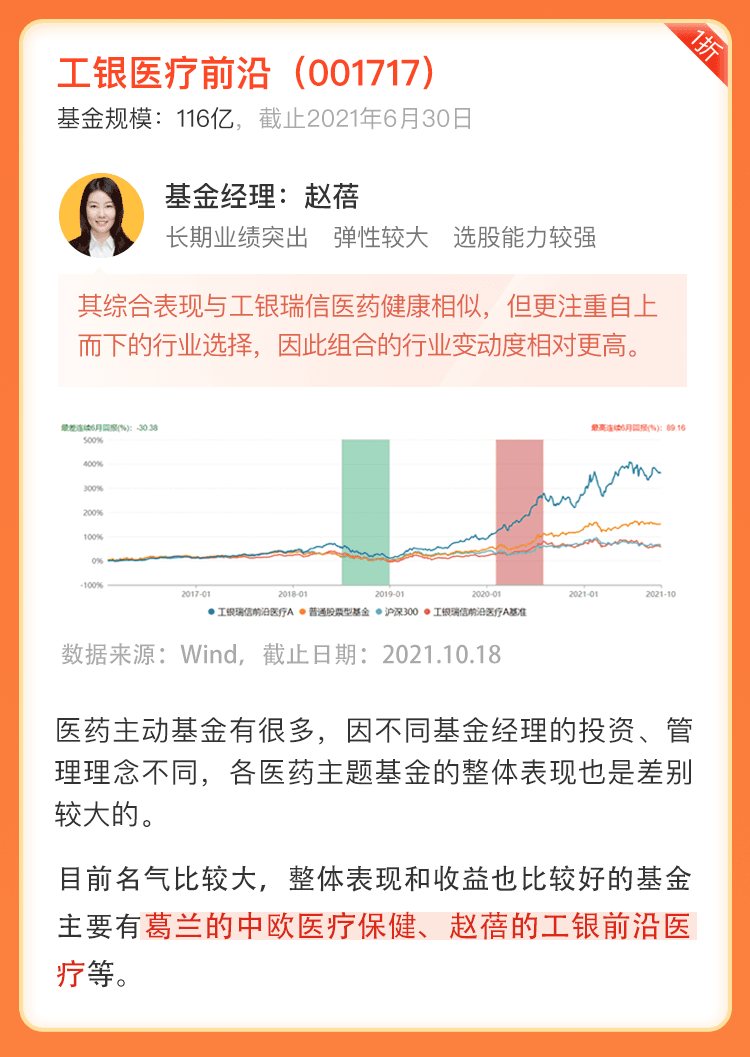 1折
工银医疗前沿（001717）
基金规模：116亿，截止2021年6月30日
基金经理：赵蓓
长期业绩突出 弹性较大 选股能力较强
其综合表现与工银瑞信医药健康相似，但更注重自上
而下的行业选择，因此组合的行业变动度相对更高。
最差连续6月回报(%)：-30.38
最高连续6月回报(%)：89.16
500%
400%
300%
200%
100%
0%
-100%
2017-01
2018-01
2019-01
2020-01
2021-01
2021-10
工银瑞信前沿医疗A 普通股票型基金 沪深300 工银瑞信前沿医疗A基准
数据来源：Wind，截止日期：2021.10.18
医药主动基金有很多，因不同基金经理的投资、管
理理念不同，各医药主题基金的整体表现也是差别
较大的。
目前名气比较大，整体表现和收益也比较好的基金
主要有葛兰的中欧医疗保健、赵蓓的工银前沿医
疗等。